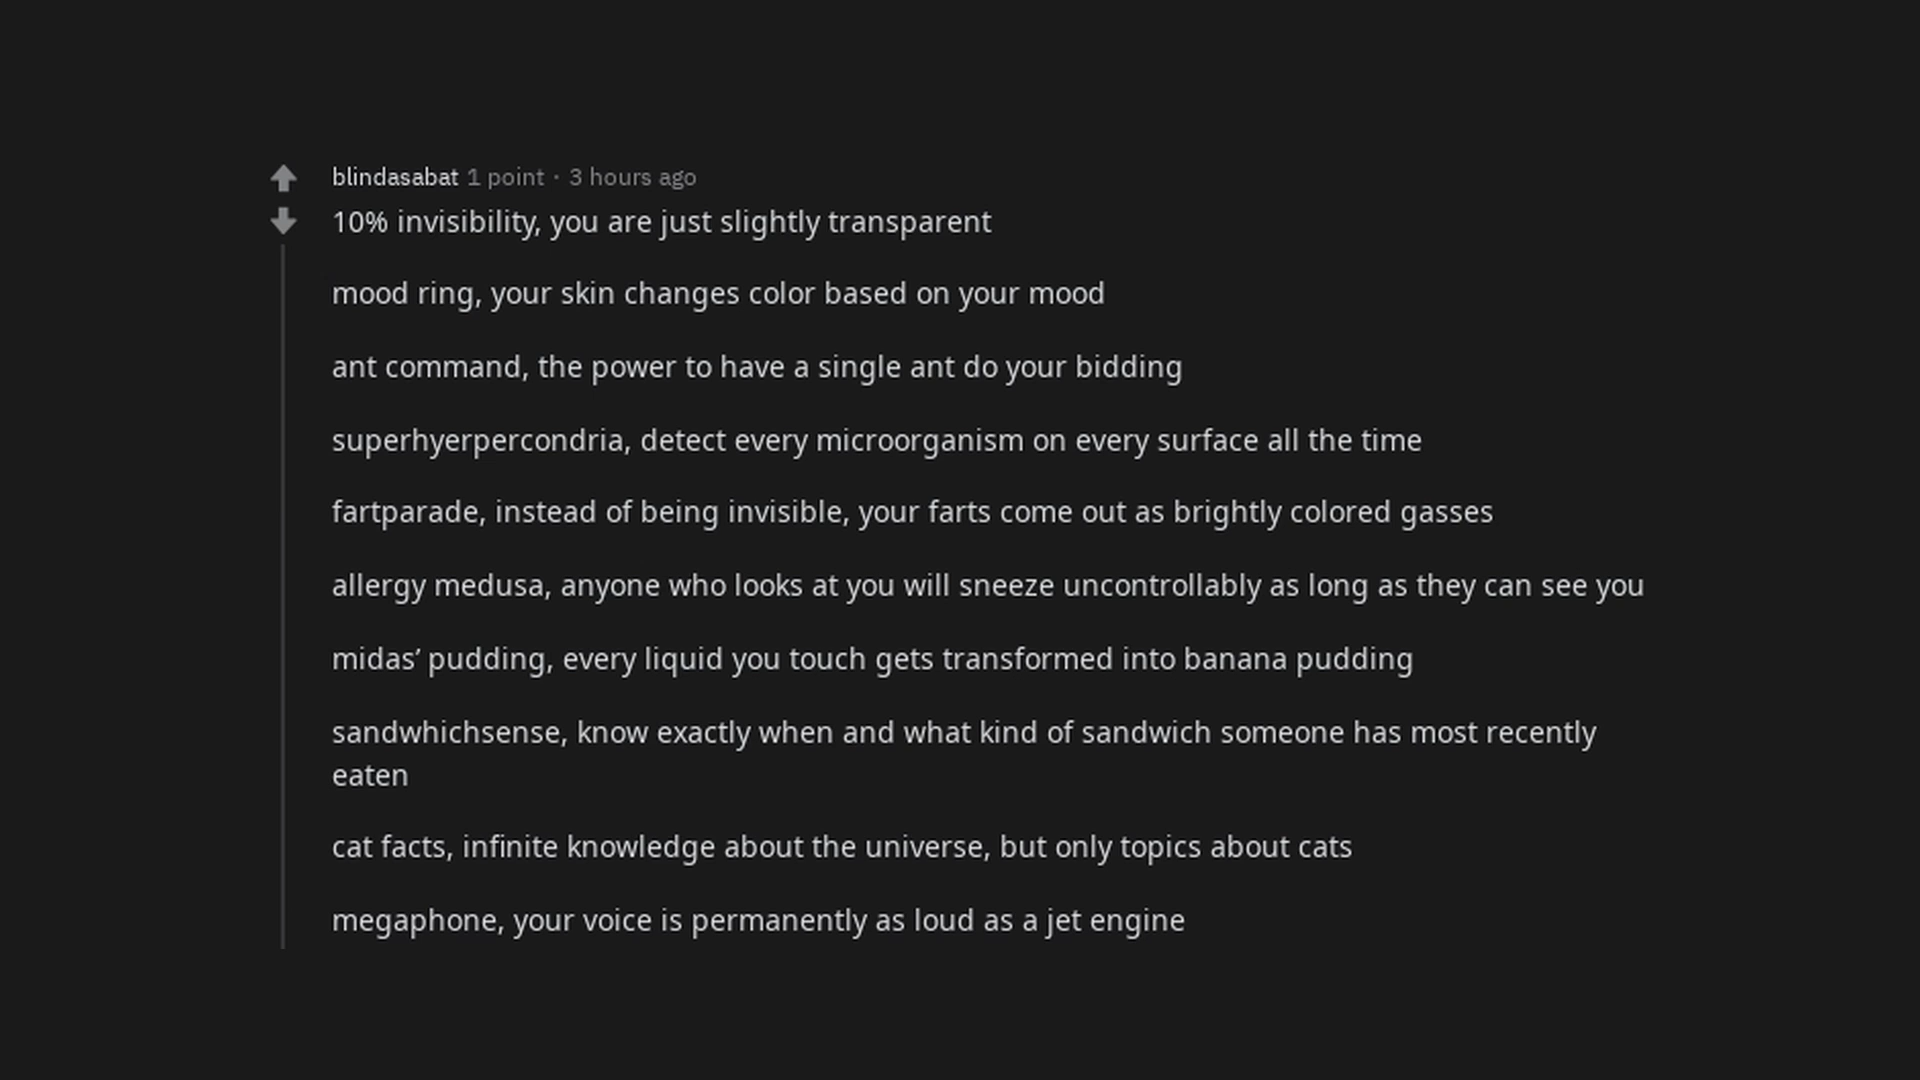 blindasabat 1 point · 3 hours ago
10% invisibility, you are just slightly transparent
mood ring, your skin changes color based on your mood
ant command, the power to have a single ant do your bidding
superhyerpercondria, detect every microorganism on every surface all the time
fartparade, instead of being invisible, your farts come out as brightly colored gasses
allergy medusa, anyone who looks at you will sneeze uncontrollably as long as they can see you
midas’ pudding, every liquid you touch gets transformed into banana pudding
sandwhichsense, know exactly when and what kind of sandwich someone has most recently
eaten
cat facts, infinite knowledge about the universe, but only topics about cats
megaphone, your voice is permanently as loud as a jet engine